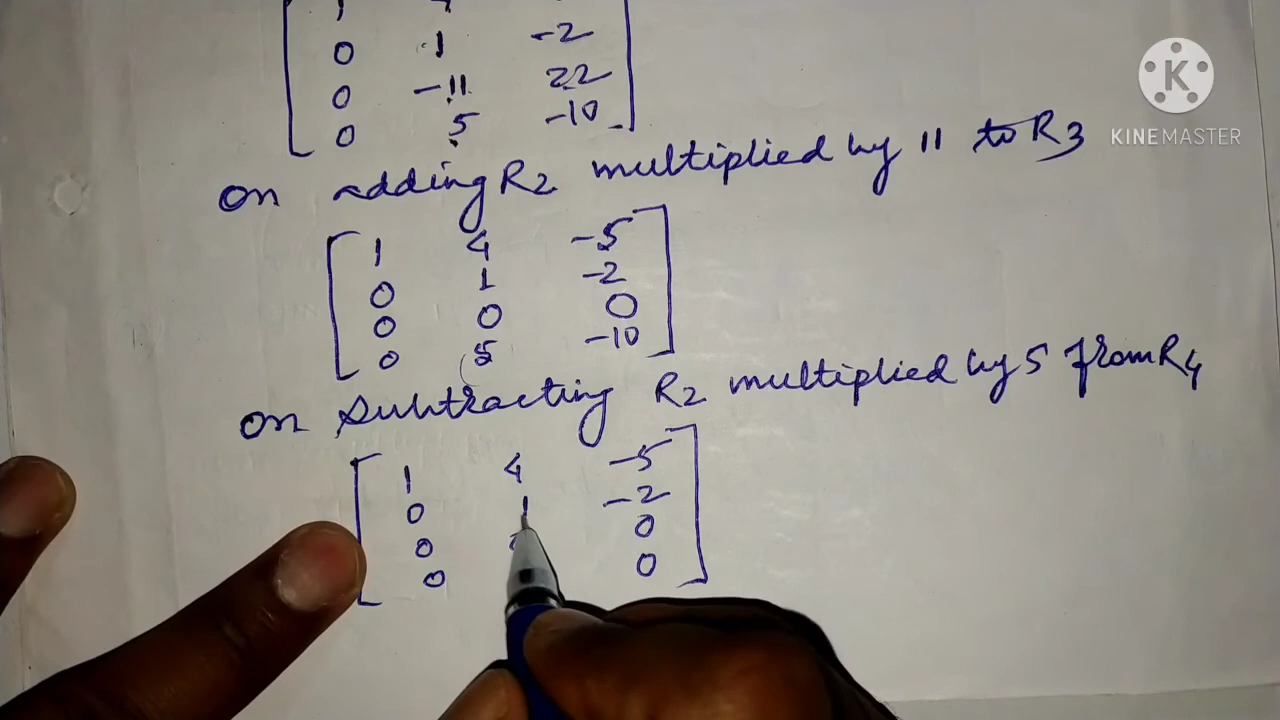 0 1 -2
0 -11 22
0 5 -10
KINEMASTER
On adding R2 multiplied by 11 to R3
1 4 -5
0 1 -2
0 0 0
0 5 -10
On Subtracting R2 multiplied by 5 from R4
1 4 -5
0 1 -2
0 0
0 0